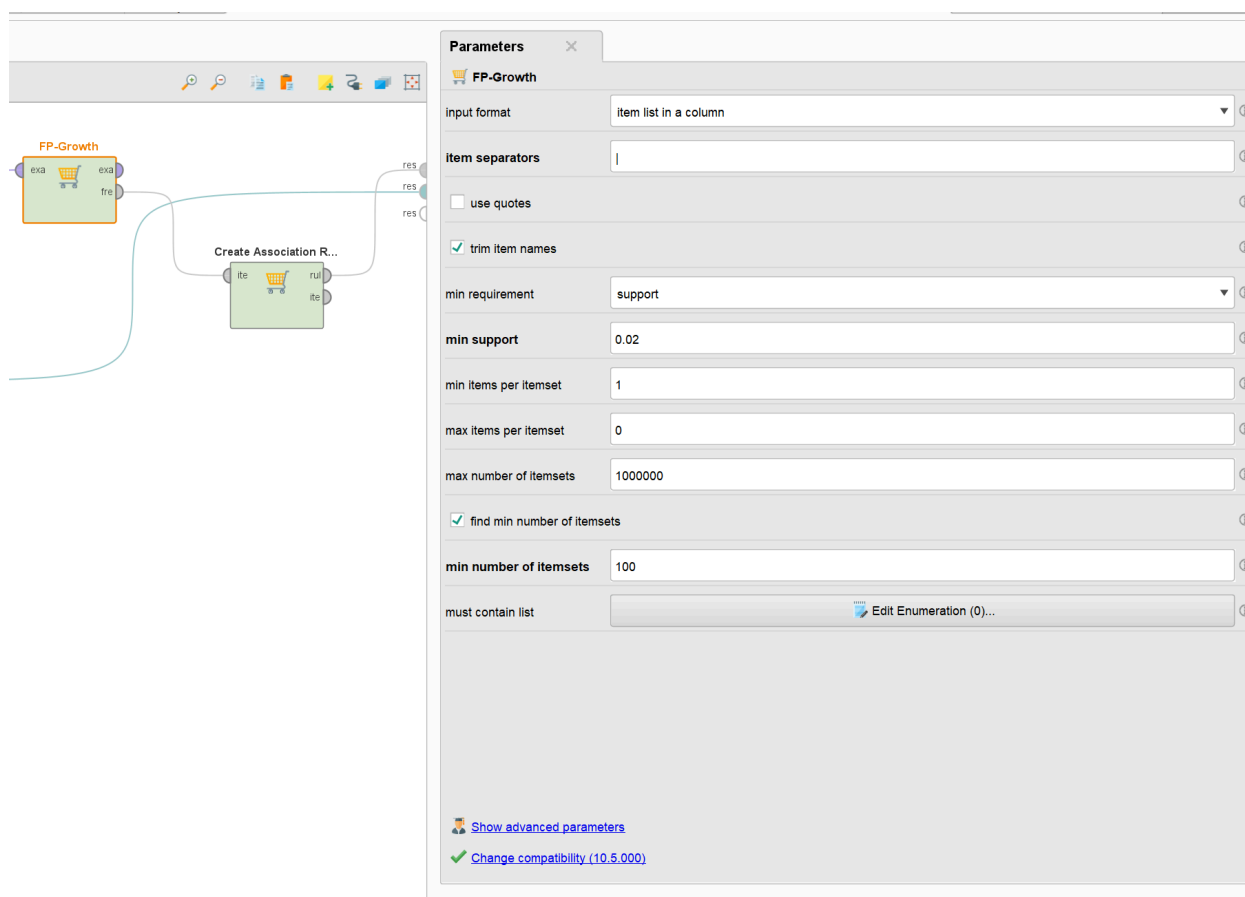 Parameters
FP-Growth
input format
item list in a column
item separators
|
use quotes
trim item names
min requirement
support
min support
0.02
min items per itemset
1
max items per itemset
0
max number of itemsets
1000000
find min number of itemsets
min number of itemsets
100
must contain list
Edit Enumeration (0)...
Show advanced parameters
Change compatibility (10.5.000)
FP-Growth
exa
exa
fre
res
res
res
Create Association R...
ite
rul
ite